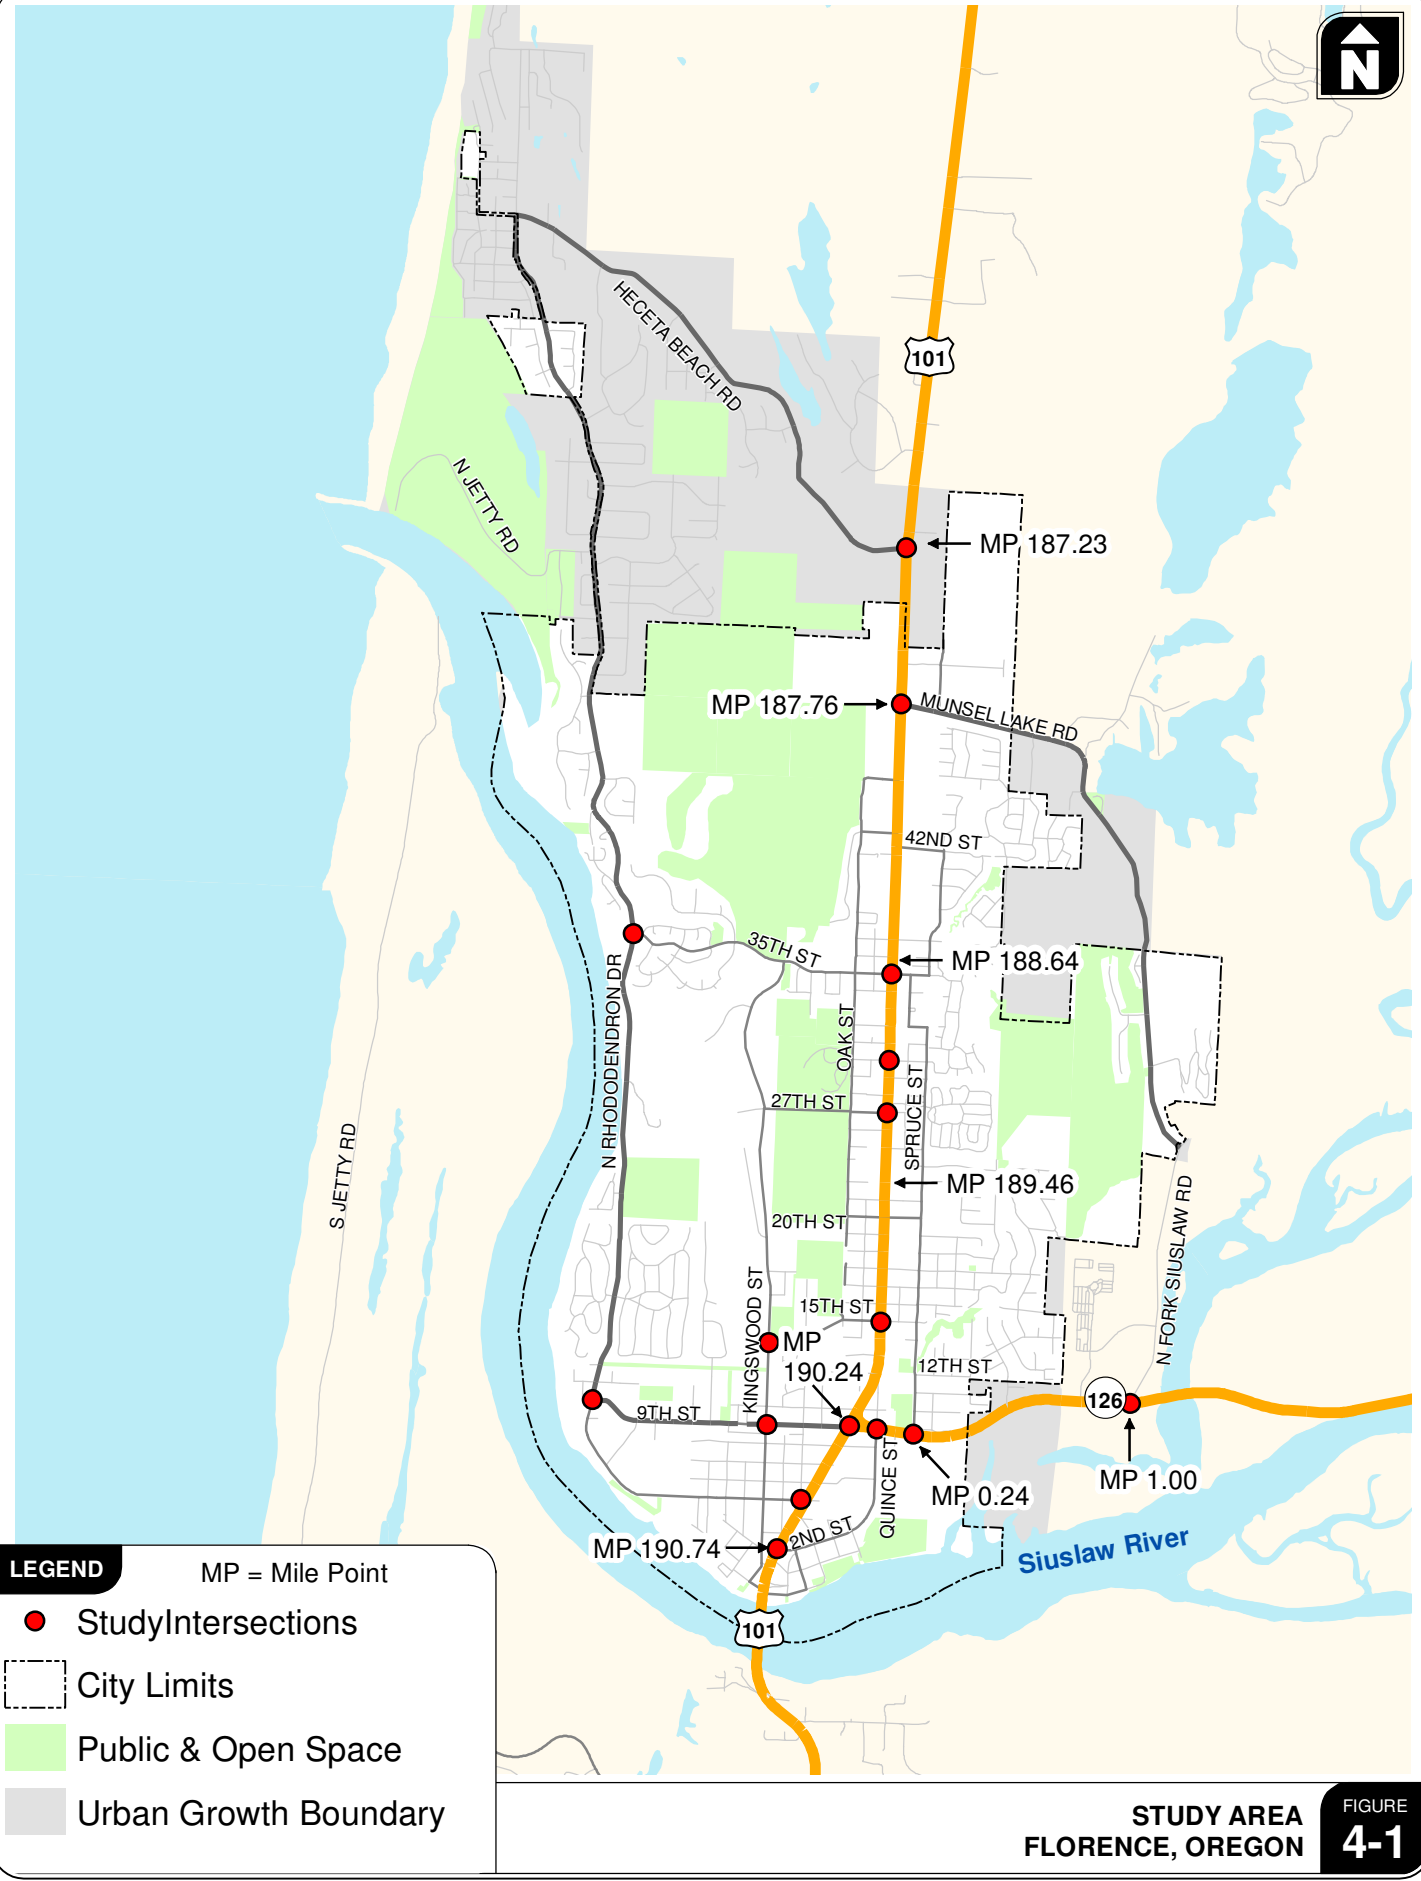 N
101
HECETA BEACH RD
N JETTY RD
MP 187.23
MP 187.76
MUNSEL LAKE RD
42ND ST
35TH ST
MP 188.64
N RHODODENDRON DR
OAK ST
SPRUCE ST
27TH ST
S JETTY RD
MP 189.46
20TH ST
N FORK SIUSLAW RD
KINGSWOOD ST
15TH ST
MP
190.24
12TH ST
126
9TH ST
QUINCE ST
MP 0.24
MP 1.00
2ND ST
MP 190.74
Siuslaw River
101
LEGEND
MP = Mile Point
StudyIntersections
City Limits
Public & Open Space
Urban Growth Boundary
STUDY AREA
FLORENCE, OREGON
FIGURE
4-1